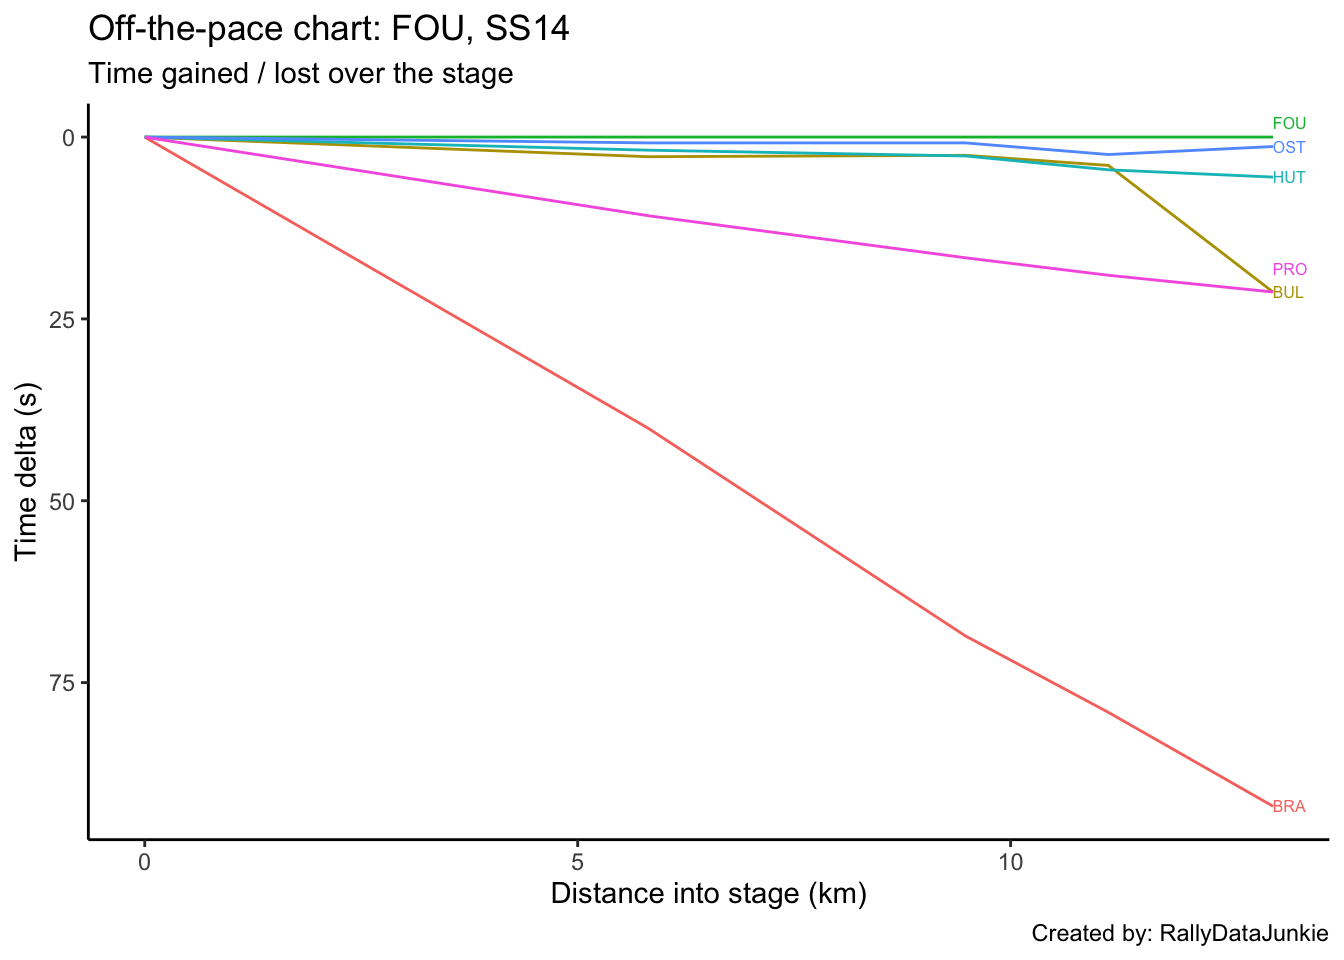 Off-the-pace chart: FOU, SS14
Time gained / lost over the stage
FOU
0
OST
HUT
PRO
BUL
25
Time delta (s)
50
75
BRA
0 5 10
Distance into stage (km)
Created by: RallyDataJunkie